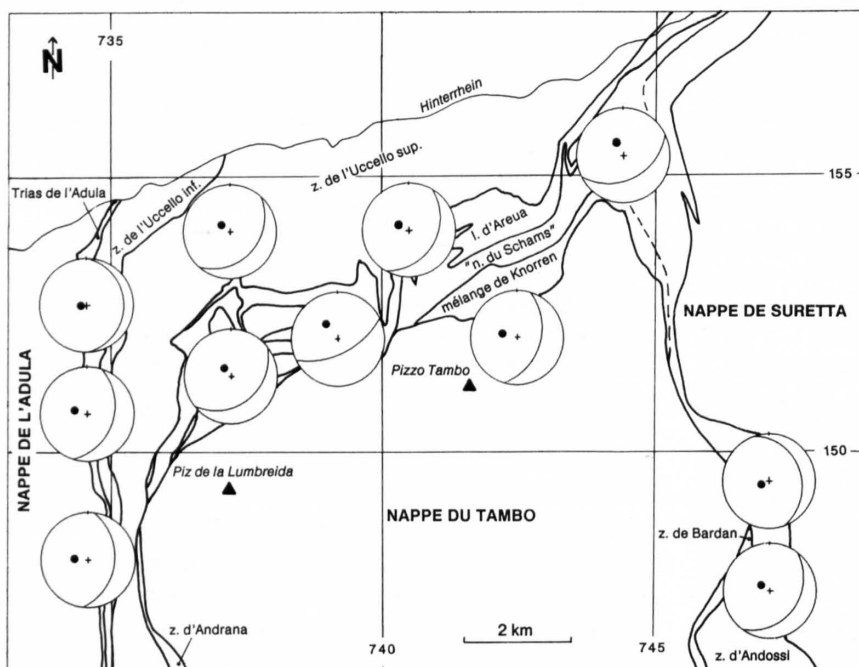 735
N
Hinterrhein
z. de l'Uccello sup.
155
Trias de l'Adula
z. de l'Uccello inf.
l. d'Areua
"n. du Schams"
mélange de Knorren
NAPPE DE SURETTA
Pizzo Tambo
NAPPE DE L'ADULA
150
Piz de la Lumbreida
NAPPE DU TAMBO
z. de Bardan
2 km
z. d'Andrana
740
745
z. d'Andossi